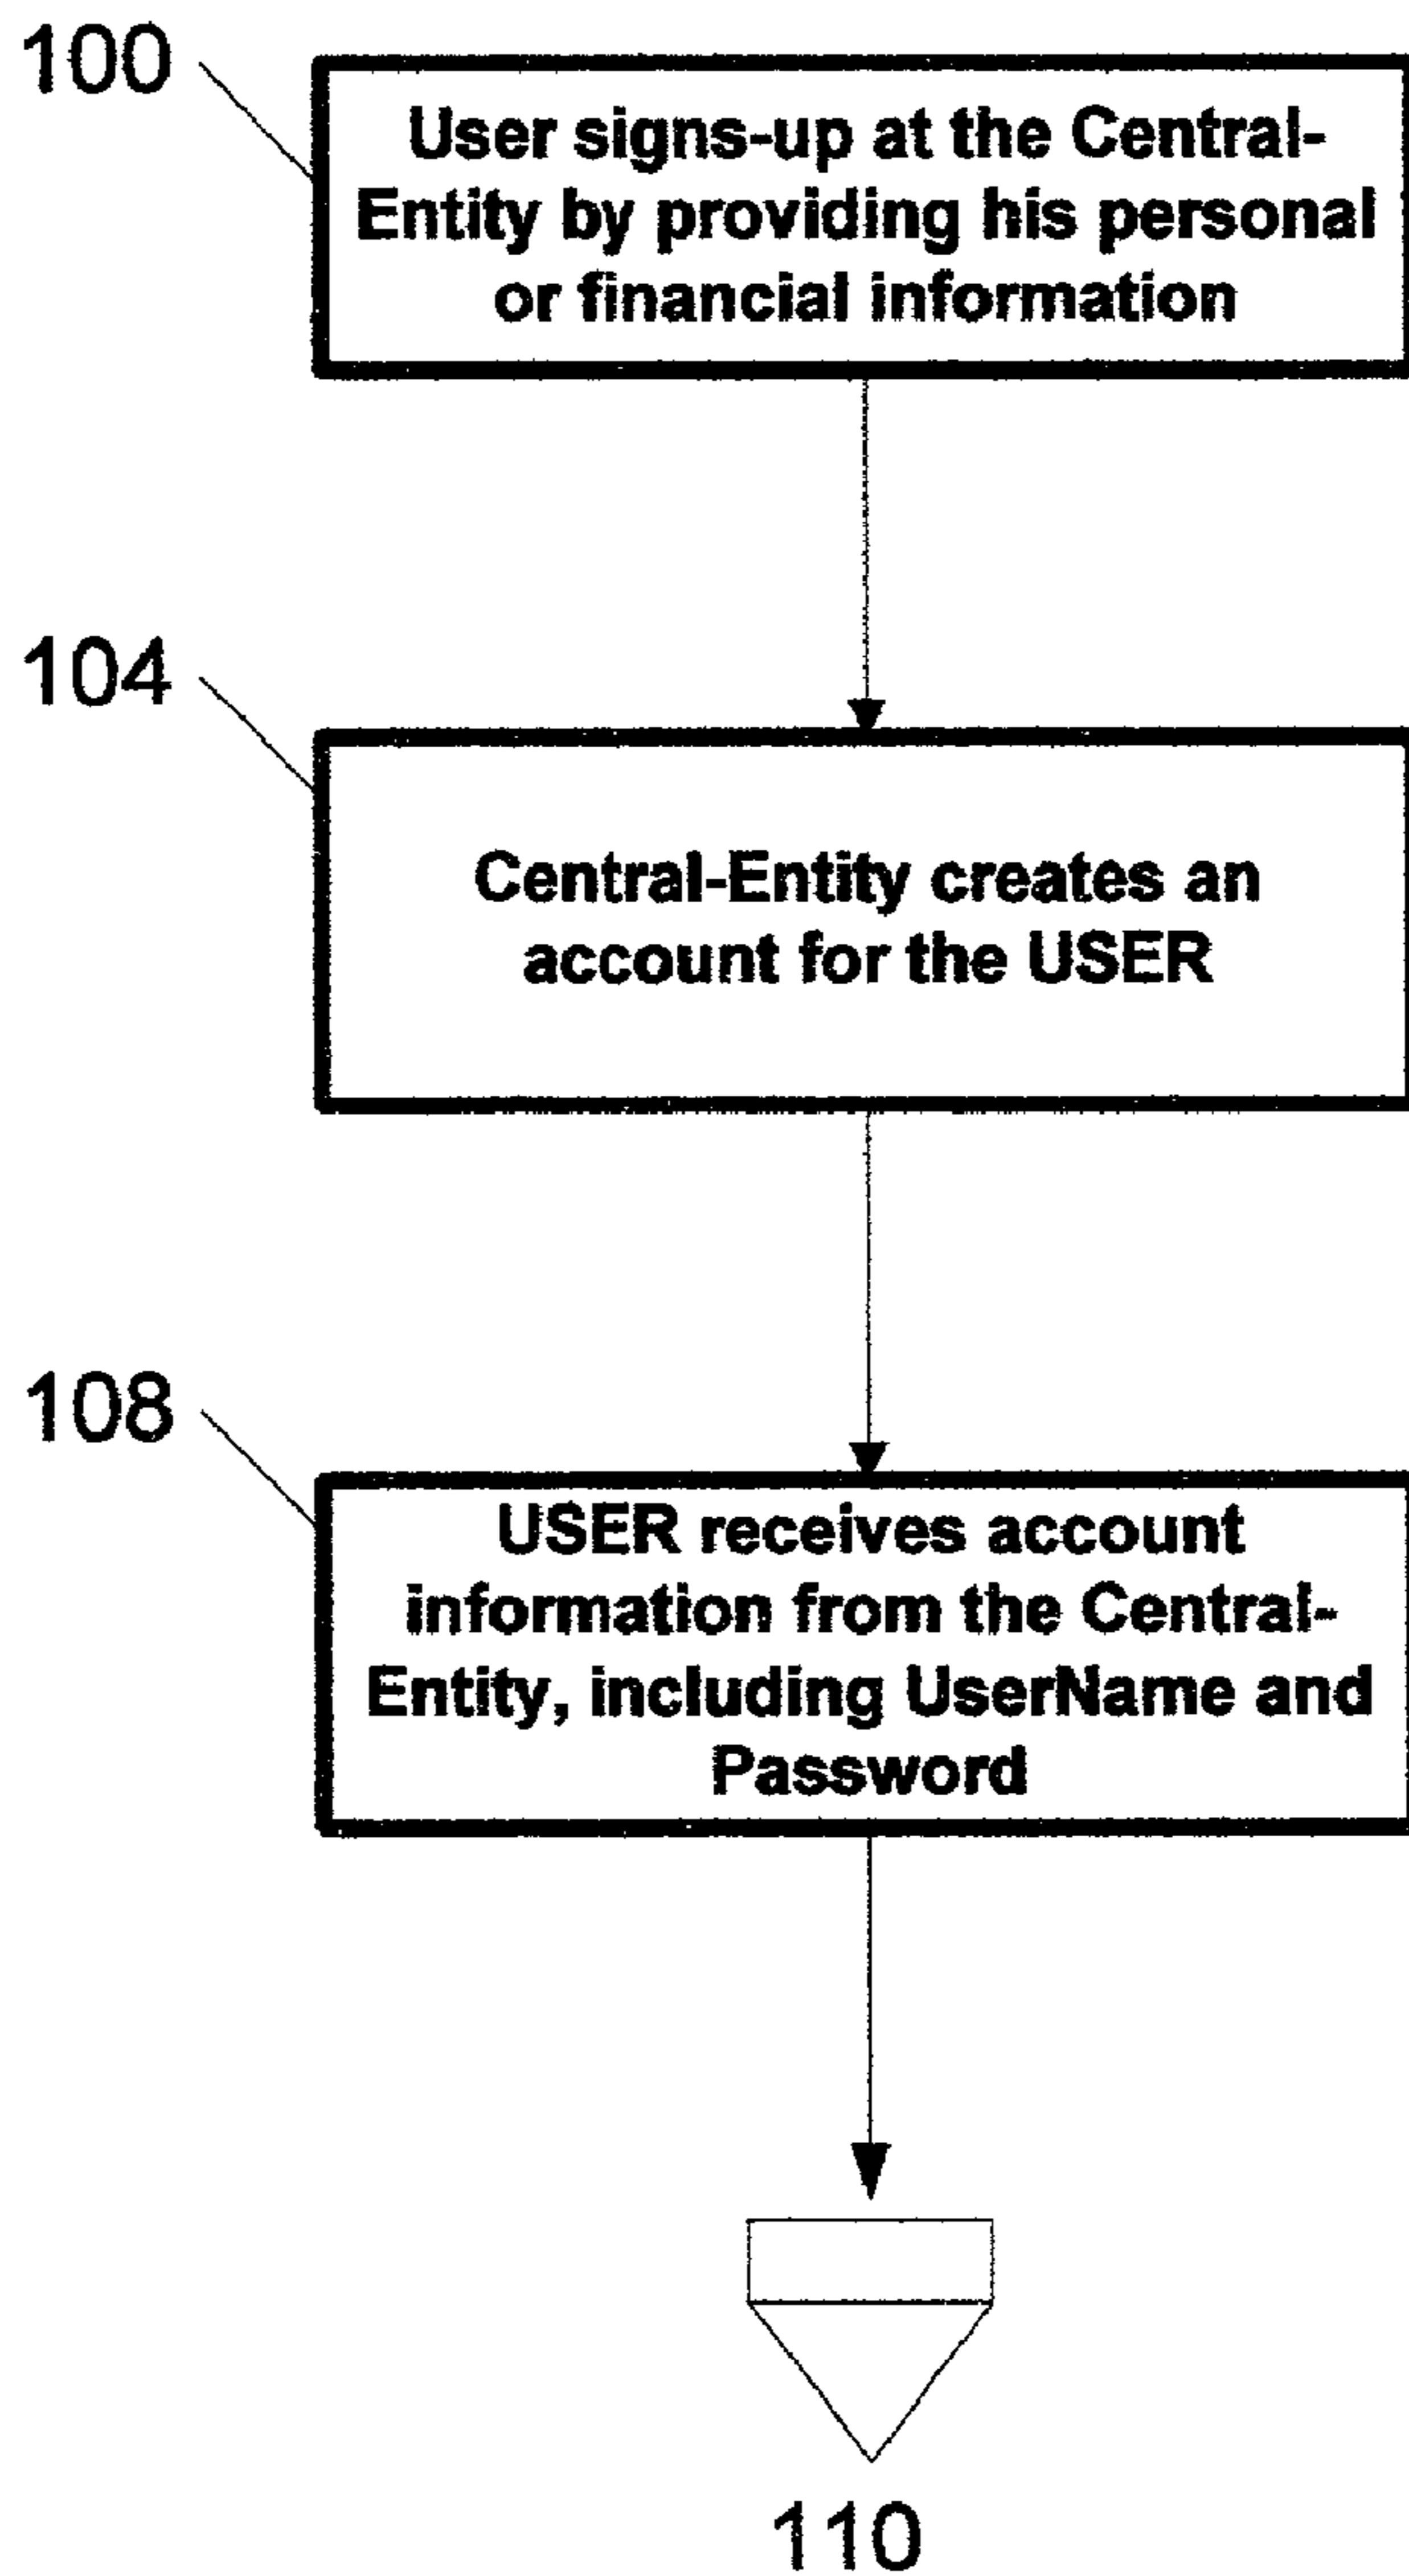 100
User signs-up at the Central-
Entity by providing his personal
or financial information
104
Central-Entity creates an
account for the USER
108
USER receives account
information from the Central-
Entity, including UserName and
Password
110